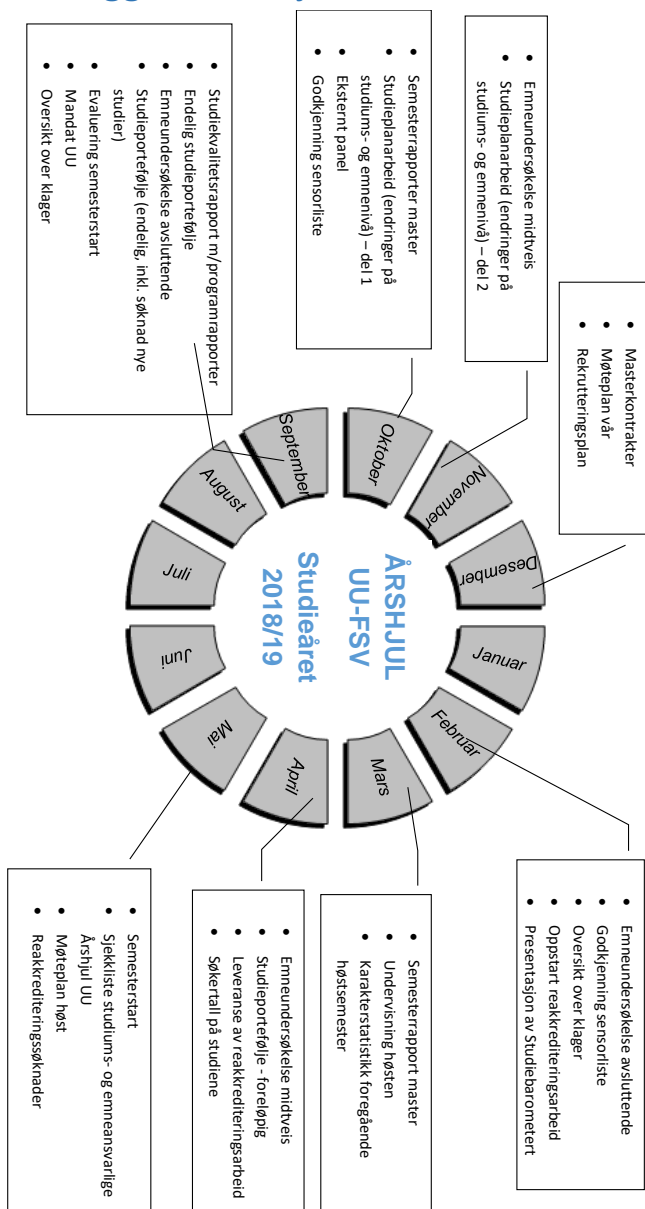 ÅRSHJUL
UU-FSV
Studieåret
2018/19
Januar
Februar
Mars
April
Mai
Juni
Juli
August
September
Oktober
November
Desember
• Studiekvalitetsrapport m/programrapporter
• Endelig studieportefølje
• Emneundersøkelse avsluttende
• Studieportefølje (endelig, inkl. søknad nye
studier)
• Evaluering semesterstart
• Mandat UU
• Oversikt over klager
• Semesterrapporter master
• Studieplanarbeid (endringer på
studiums- og emnenivå) – del 1
• Eksternt panel
• Godkjenning sensorliste
• Emneundersøkelse midtveis
• Studieplanarbeid (endringer på
studiums- og emnenivå) – del 2
• Masterkontrakter
• Møteplan vår
• Rekrutteringsplan
• Emneundersøkelse avsluttende
• Godkjenning sensorliste
• Oversikt over klager
• Oppstart reakkrediteringsarbeid
• Presentasjon av Studiebarometert
• Semesterrapport master
• Undervisning høsten
• Karakterstatistikk foregående
høstsemester
• Emneundersøkelse midtveis
• Studieportefølje - foreløpig
• Leveranse av reakkrediteringsarbeid
• Søkertall på studiene
• Semesterstart
• Sjekkliste studiums- og emneansvarlige
Årshjul UU
• Møteplan høst
• Reakkrediteringssøknader